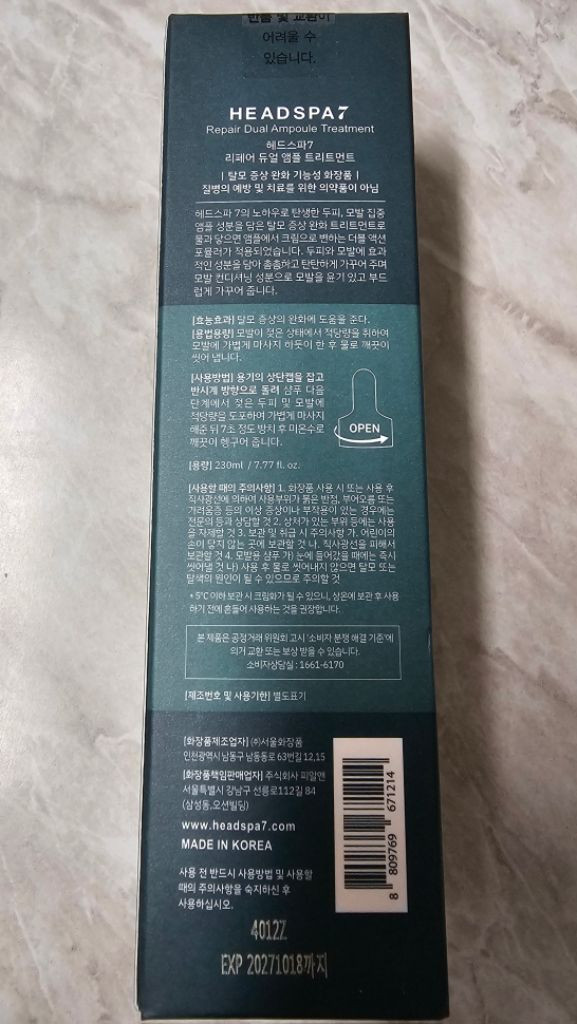 반품 및 교환이
어려울 수
있습니다.
HEADSPA7
Repair Dual Ampoule Treatment
헤드스파7
리페어 듀얼 앰플 트리트먼트
| 탈모 증상 완화 기능성 화장품 |
질병의 예방 및 치료를 위한 의약품이 아님
헤드스파 7의 노하우로 탄생한 두피, 모발 집중
앰플 성분을 담은 탈모 증상 완화 트리트먼트로
물과 닿으면 앰플에서 크림으로 변하는 더블 액션
포뮬러가 적용되었습니다. 두피와 모발에 효과
적인 성분을 담아 촘촘하고 탄탄하게 가꾸어 주며
모발 컨디셔닝 성분으로 모발을 윤기 있고 부드
럽게 가꾸어 줍니다.
[효능효과] 탈모 증상의 완화에 도움을 준다.
[용법용량] 모발이 젖은 상태에서 적당량을 취하여
모발에 가볍게 마사지 하듯이 한 후 물로 깨끗이
씻어 냅니다.
[사용방법] 용기의 상단캡을 잡고
반시계 방향으로 돌려 샴푸 다음
단계에서 젖은 두피 및 모발에
적당량을 도포하여 가볍게 마사지
해준 뒤 7초 정도 방치 후 미온수로
깨끗이 헹구어 줍니다.
OPEN
[용량] 230ml / 7.77 fl. oz.
[사용할 때의 주의사항] 1. 화장품 사용 시 또는 사용 후
직사광선에 의하여 사용부위가 붉은 반점, 부어오름 또는
가려움증 등의 이상 증상이나 부작용이 있는 경우에는
전문의 등과 상담할 것 2. 상처가 있는 부위 등에는 사용
을 자제할 것 3. 보관 및 취급 시 주의사항 가. 어린이의
손이 닿지 않는 곳에 보관할 것 나. 직사광선을 피해서
보관할 것 4. 모발용 샴푸 가) 눈에 들어갔을 때에는 즉시
씻어낼 것 나) 사용 후 물로 씻어내지 않으면 탈모 또는
탈색의 원인이 될 수 있으므로 주의할 것
* 5℃ 이하 보관 시 크림화가 될 수 있으니, 상온에 보관 후 사용
하기 전에 흔들어 사용하는 것을 권장합니다.
본 제품은 공정거래 위원회 고시 '소비자 분쟁 해결 기준'에
의거 교환 또는 보상 받을 수 있습니다.
소비자상담실 : 1661-6170
[제조번호 및 사용기한] 별도표기
[화장품제조업자] ㈜서울화장품
인천광역시 남동구 남동동로 63번길 12,15
[화장품책임판매업자] 주식회사 피알앤
서울특별시 강남구 선릉로112길 84
(삼성동,오션빌딩)
www.headspa7.com
MADE IN KOREA
사용 전 반드시 사용방법 및 사용할
때의 주의사항을 숙지하신 후
사용하십시오.
8 809769 671214
4012Z
EXP 20271018까지